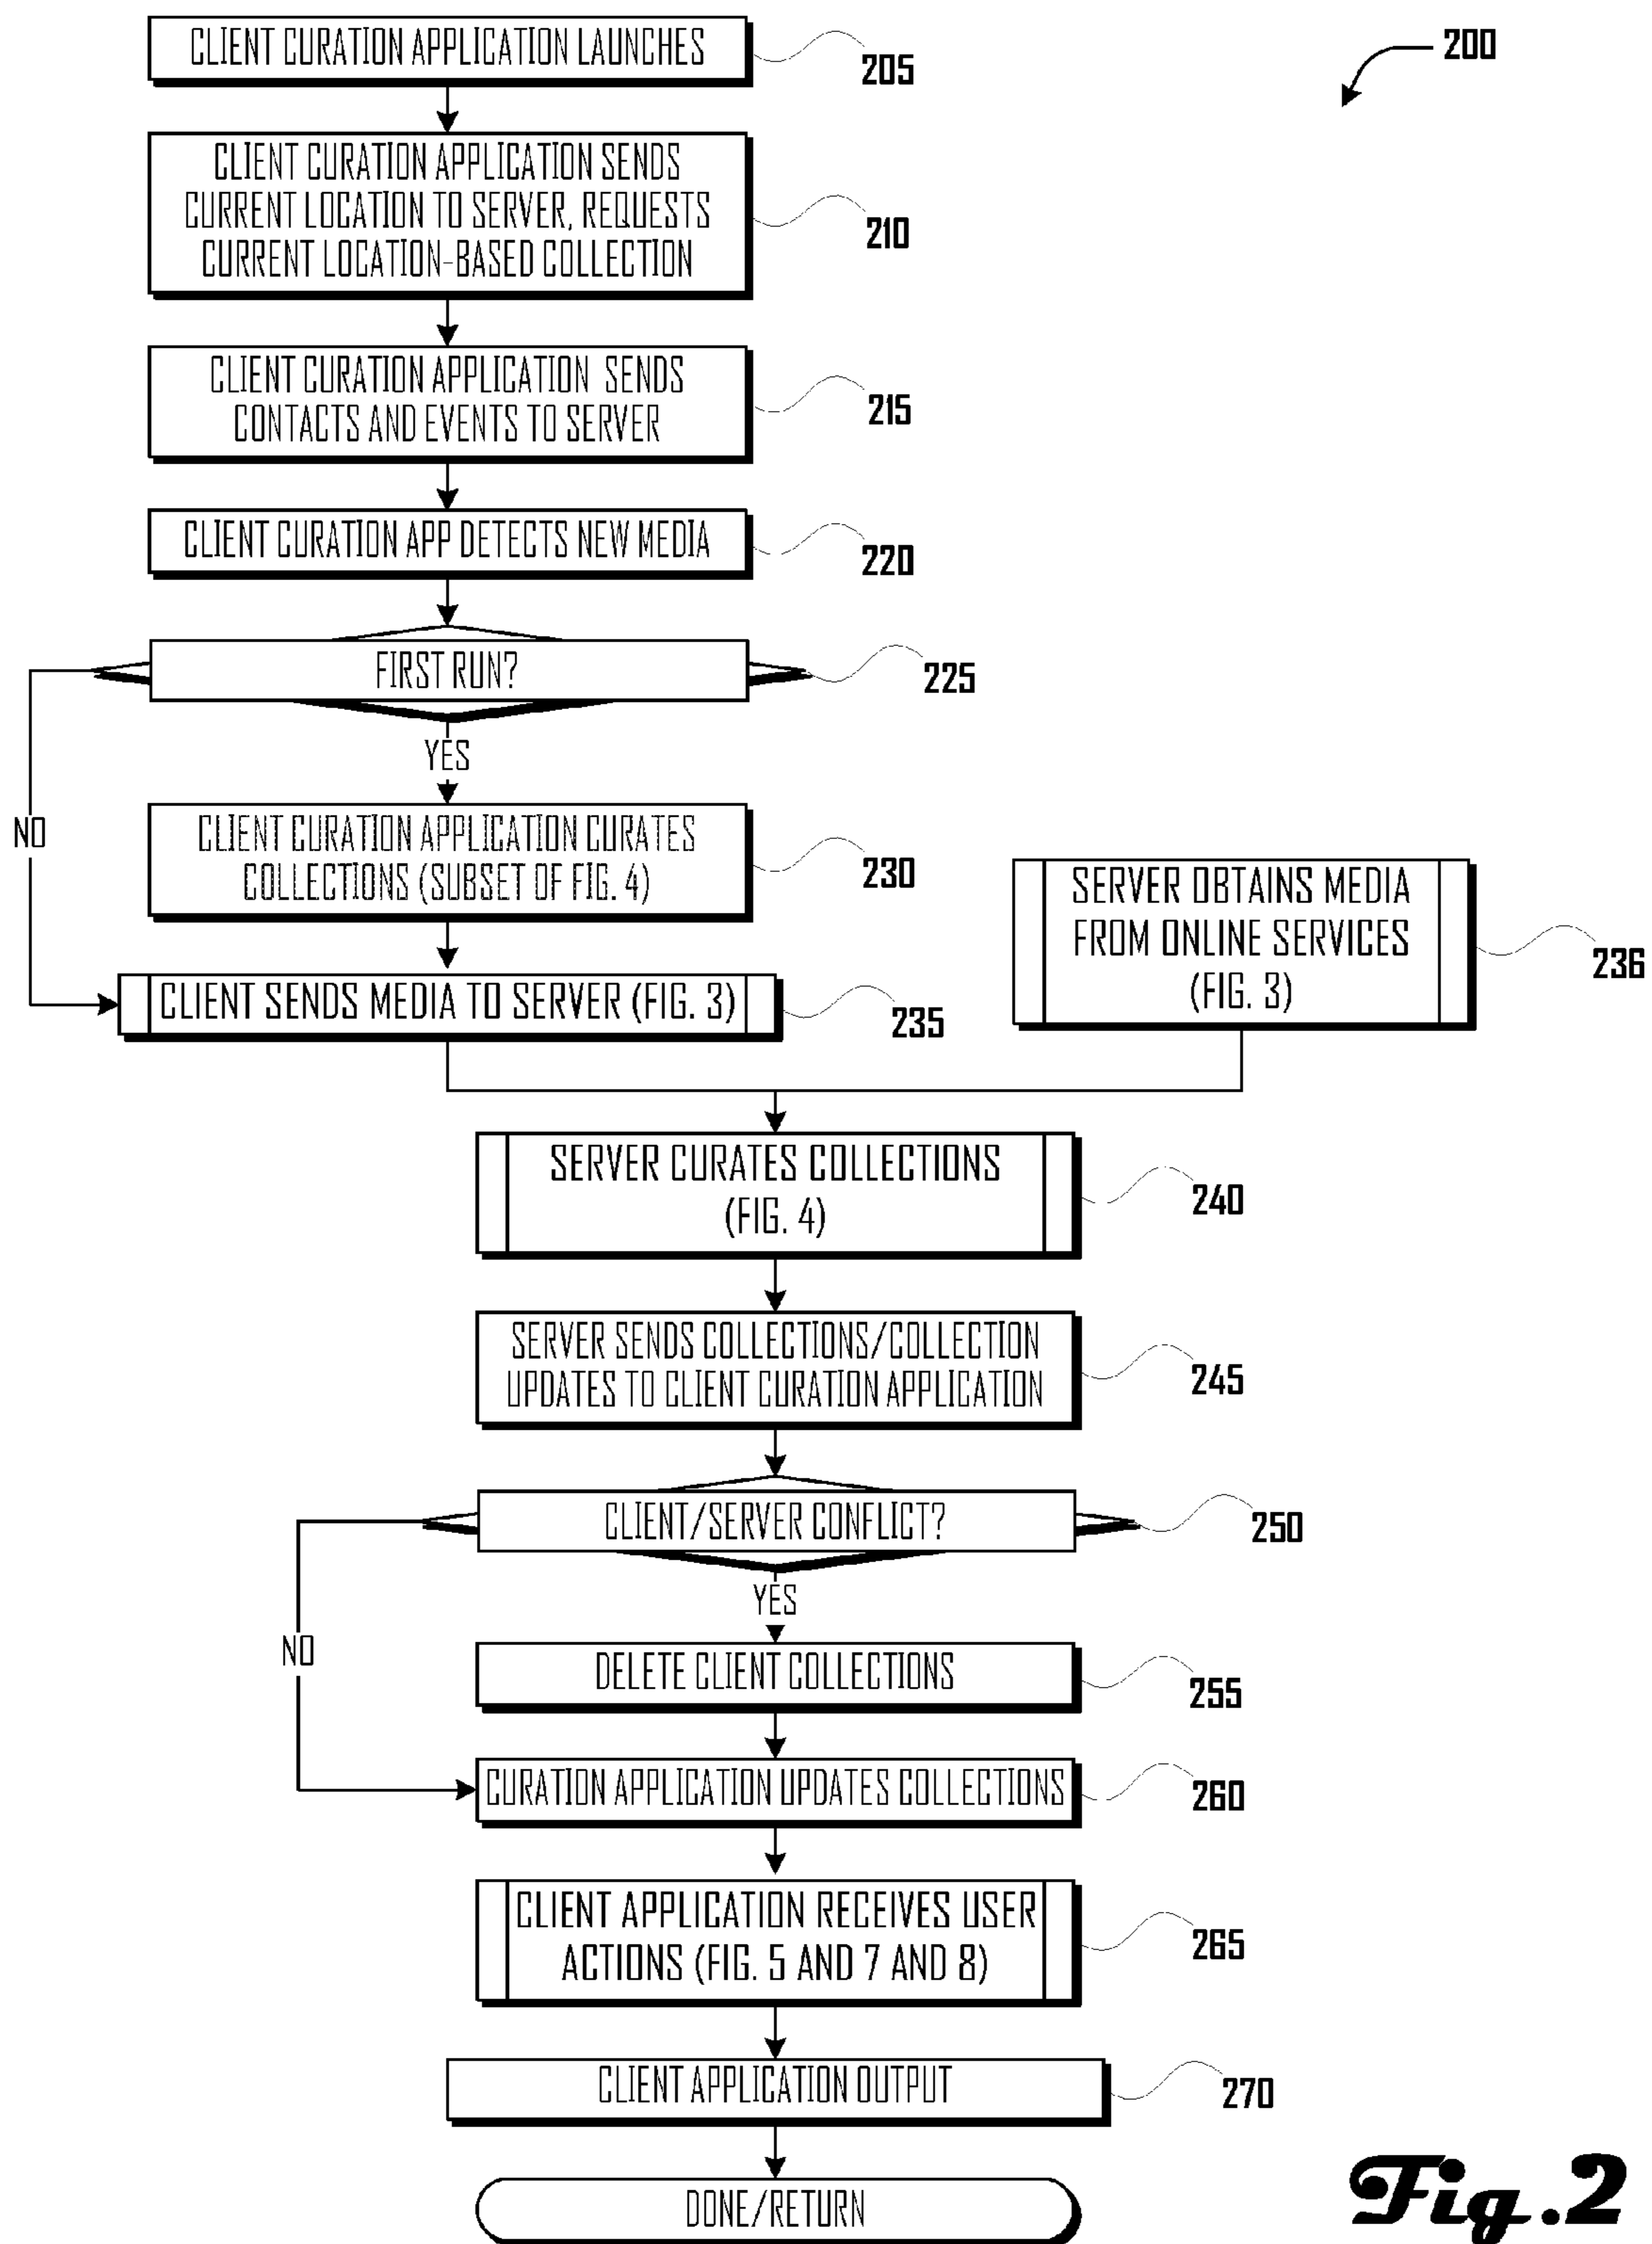 CLIENT CURATION APPLICATION LAUNCHES
205
200
CLIENT CURATION APPLICATION SENDS
CURRENT LOCATION TO SERVER, REQUESTS
CURRENT LOCATION-BASED COLLECTION
210
CLIENT CURATION APPLICATION SENDS
CONTACTS AND EVENTS TO SERVER
215
CLIENT CURATION APP DETECTS NEW MEDIA
220
FIRST RUN?
225
YES
NO
CLIENT CURATION APPLICATION CURATES
COLLECTIONS (SUBSET OF FIG. 4)
230
SERVER OBTAINS MEDIA
FROM ONLINE SERVICES
(FIG. 3)
236
CLIENT SENDS MEDIA TO SERVER (FIG. 3)
235
SERVER CURATES COLLECTIONS
(FIG. 4)
240
SERVER SENDS COLLECTIONS/COLLECTION
UPDATES TO CLIENT CURATION APPLICATION
245
CLIENT/SERVER CONFLICT?
250
YES
NO
DELETE CLIENT COLLECTIONS
255
CURATION APPLICATION UPDATES COLLECTIONS
260
CLIENT APPLICATION RECEIVES USER
ACTIONS (FIG. 5 AND 7 AND 8)
265
CLIENT APPLICATION OUTPUT
270
DONE/RETURN
Fig.2